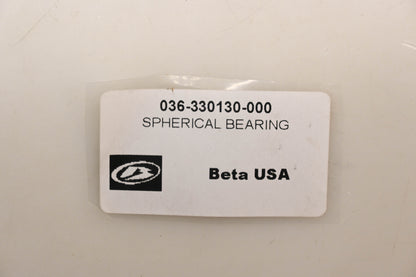 036-330130-000
SPHERICAL BEARING
Beta USA